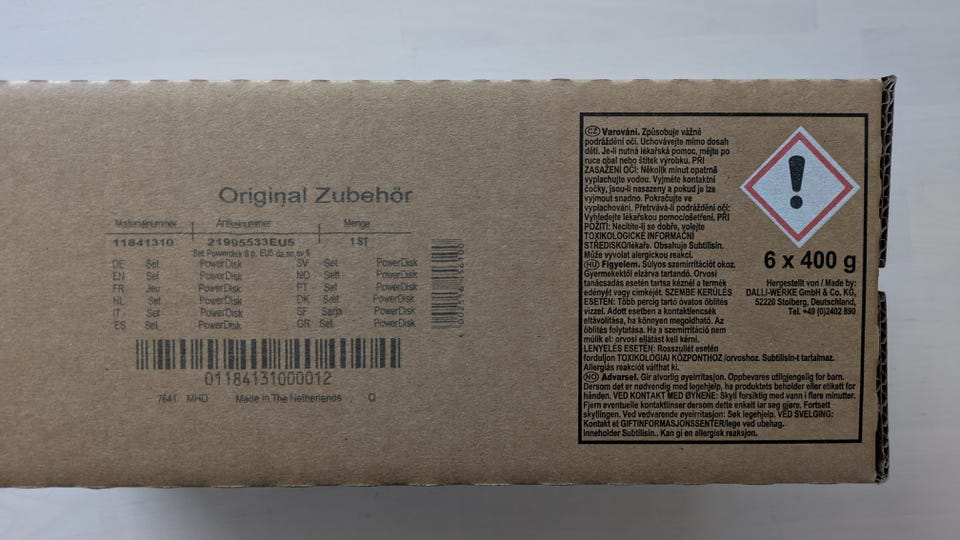 Original Zubehör
Materialnummer Artikelnummer Menge
11841310 21995533EU5 1 ST
Set Powerdisk 6 p. EU5 da,no,sv,fi
DE Set PowerDisk SV Set PowerDisk
EN Set PowerDisk NO Sett PowerDisk
FR Jeu PowerDisk PT Set PowerDisk
NL Set PowerDisk DK Sæt PowerDisk
IT Set PowerDisk SF Sarja PowerDisk
ES Set PowerDisk GR Set PowerDisk
01184131000012
7641 MHD Made in The Netherlands . O
CZ Varování. Způsobuje vážné
podráždění očí. Uchovávejte mimo dosah
dětí. Je-li nutná lékařská pomoc, mějte po
ruce obal nebo štítek výrobku. PŘI
ZASAŽENÍ OČÍ: Několik minut opatrně
vyplachujte vodou. Vyjměte kontaktní
čočky, jsou-li nasazeny a pokud je lze
vyjmout snadno. Pokračujte ve
vyplachování. Přetrvává-li podráždění očí:
Vyhledejte lékařskou pomoc/ošetření. PŘI
POŽITÍ: Necítíte-li se dobře, volejte
TOXIKOLOGICKÉ INFORMAČNÍ
STŘEDISKO/lékaře. Obsahuje Subtilisin.
Může vyvolat alergickou reakci.
HU Figyelem. Súlyos szemirritációt okoz.
Gyermekektől elzárva tartandó. Orvosi
tanácsadás esetén tartsa kéznél a termék
edényét vagy címkéjét. SZEMBE KERÜLÉS
ESETÉN: Több percig tartó óvatos öblítés
vízzel. Adott esetben a kontaktlencsék
eltávolítása, ha könnyen megoldható. Az
öblítés folytatása. Ha a szemirritáció nem
múlik el: orvosi ellátást kell kérni.
LENYELÉS ESETÉN: Rosszullét esetén
forduljon TOXIKOLÓGIAI KÖZPONTHOZ /orvoshoz. Subtilisin-t tartalmaz.
Allergiás reakciót válthat ki.
NO Advarsel. Gir alvorlig øyeirritasjon. Oppbevares utilgjengelig for barn.
Dersom det er nødvendig med legehjelp, ha produktets beholder eller etikett for
hånden. VED KONTAKT MED ØYNENE: Skyll forsiktig med vann i flere minutter.
Fjern eventuelle kontaktlinser dersom dette enkelt lar seg gjøre. Fortsett
skyllingen. Ved vedvarende øyeirritasjon: Søk legehjelp. VED SVELGING:
Kontakt et GIFTINFORMASJONSSENTER/lege ved ubehag.
Inneholder Subtilisin.. Kan gi en allergisk reaksjon.
6 x 400 g
Hergestellt von / Made by:
DALLI-WERKE GmbH & Co. KG,
52220 Stolberg, Deutschland,
Tel. +49 (0)2402 890